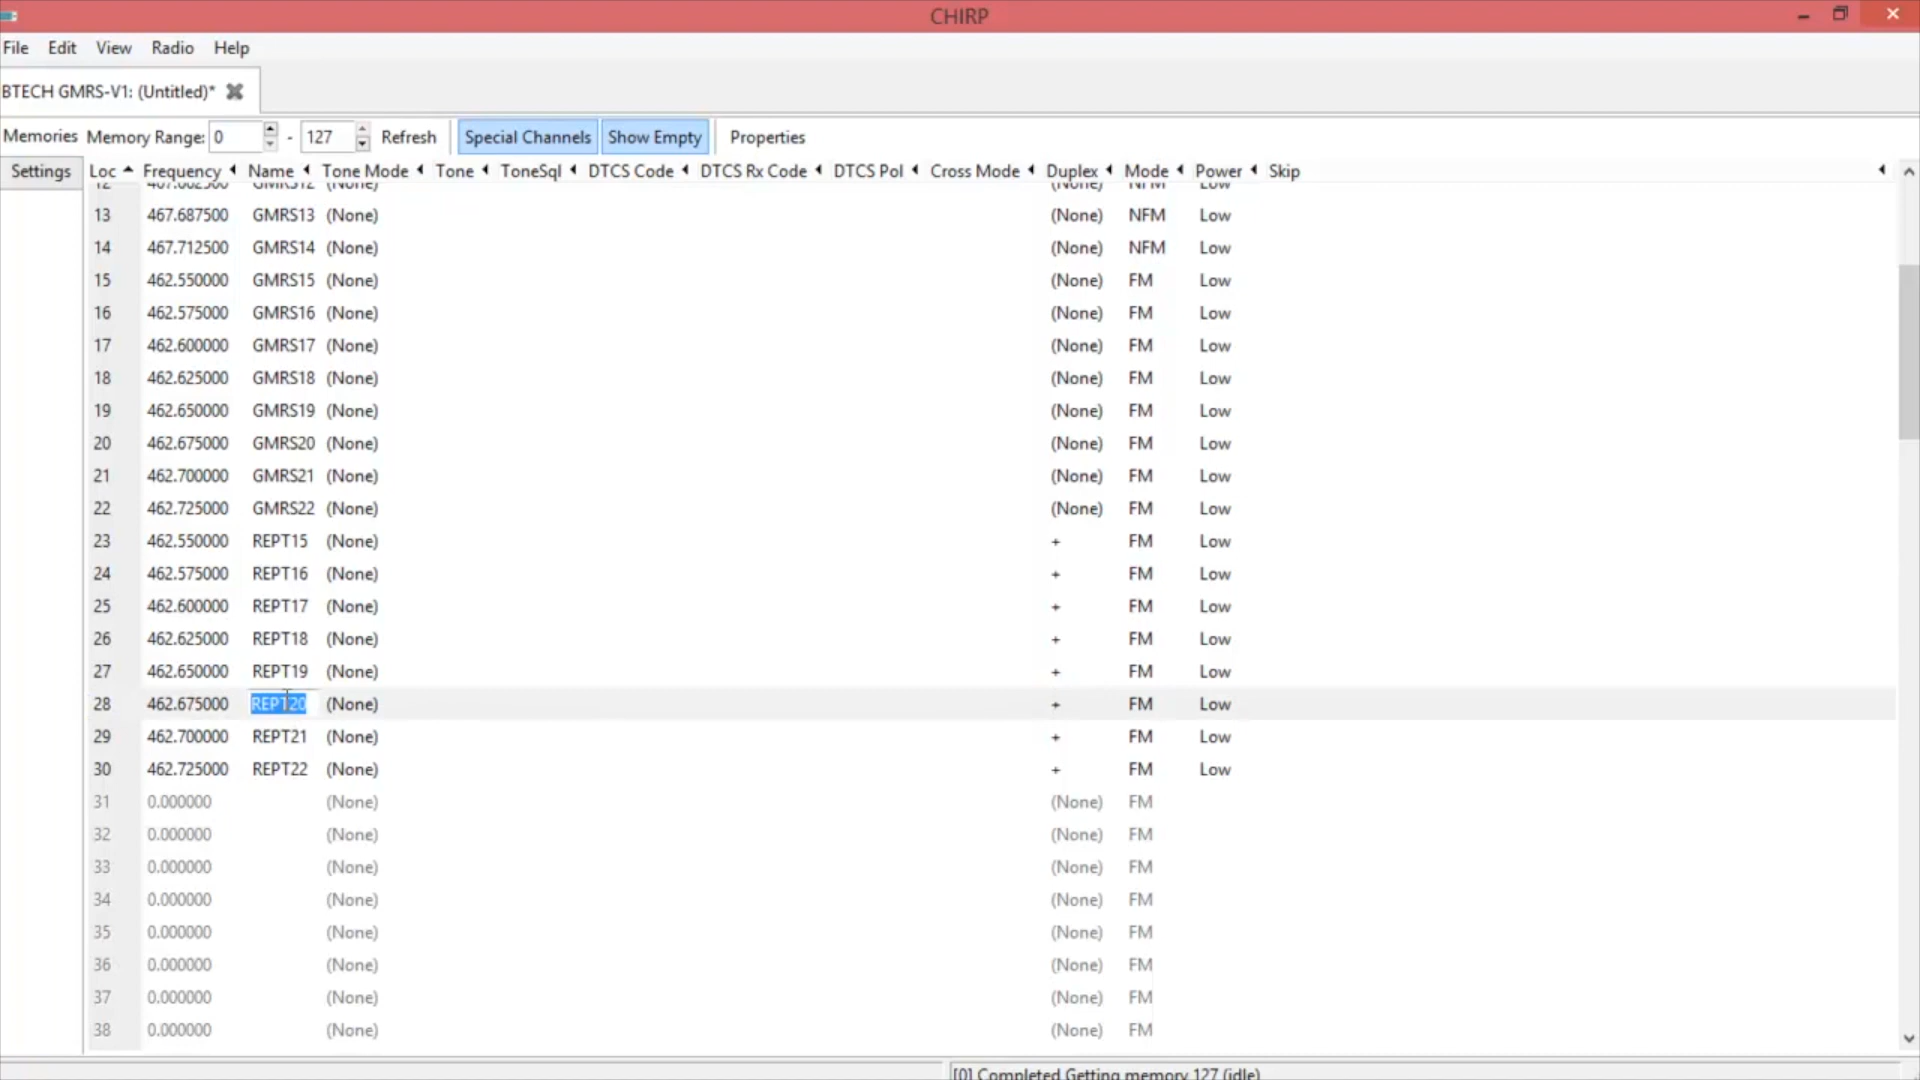 CHIRP
File Edit View Radio Help
BTECH GMRS-V1: (Untitled)*
Memories Memory Range: 0 - 127 Refresh Special Channels Show Empty Properties
Settings Loc Frequency Name Tone Mode Tone ToneSql DTCS Code DTCS Rx Code DTCS Pol Cross Mode Duplex Mode Power Skip
12 467.662500 GMRS12 (None) (None) NFM Low
13 467.687500 GMRS13 (None) (None) NFM Low
14 467.712500 GMRS14 (None) (None) NFM Low
15 462.550000 GMRS15 (None) (None) FM Low
16 462.575000 GMRS16 (None) (None) FM Low
17 462.600000 GMRS17 (None) (None) FM Low
18 462.625000 GMRS18 (None) (None) FM Low
19 462.650000 GMRS19 (None) (None) FM Low
20 462.675000 GMRS20 (None) (None) FM Low
21 462.700000 GMRS21 (None) (None) FM Low
22 462.725000 GMRS22 (None) (None) FM Low
23 462.550000 REPT15 (None) + FM Low
24 462.575000 REPT16 (None) + FM Low
25 462.600000 REPT17 (None) + FM Low
26 462.625000 REPT18 (None) + FM Low
27 462.650000 REPT19 (None) + FM Low
28 462.675000 REPT20 (None) + FM Low
29 462.700000 REPT21 (None) + FM Low
30 462.725000 REPT22 (None) + FM Low
31 0.000000 (None) (None) FM
32 0.000000 (None) (None) FM
33 0.000000 (None) (None) FM
34 0.000000 (None) (None) FM
35 0.000000 (None) (None) FM
36 0.000000 (None) (None) FM
37 0.000000 (None) (None) FM
38 0.000000 (None) (None) FM
[0] Completed Getting memory 127 (idle)